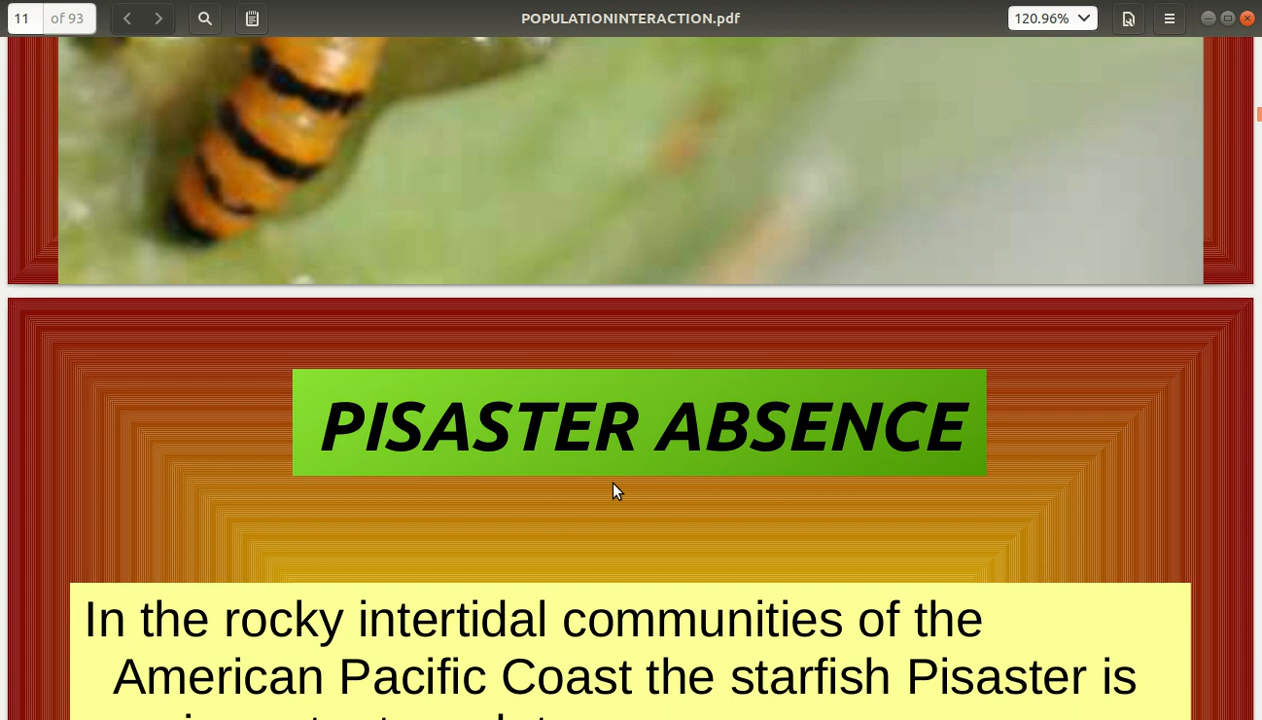 11 of 93
POPULATIONINTERACTION.pdf
120.96%
PISASTER ABSENCE
In the rocky intertidal communities of the
American Pacific Coast the starfish Pisaster is